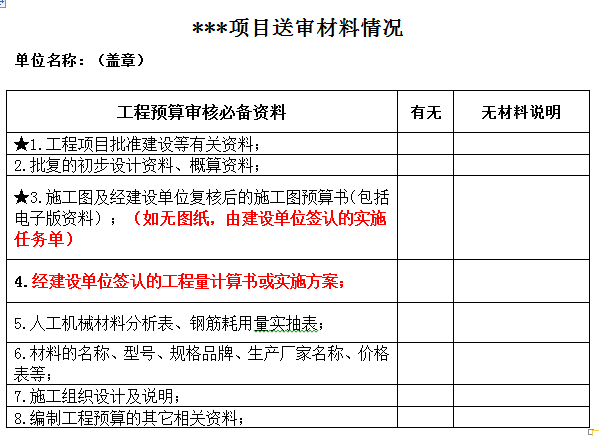 ***项目送审材料情况
单位名称：（盖章）
工程预算审核必备资料 有无 无材料说明
★1.工程项目批准建设等有关资料；
2.批复的初步设计资料、概算资料；
★3.施工图及经建设单位复核后的施工图预算书(包括
电子版资料）；（如无图纸，由建设单位签认的实施
任务单）
4.经建设单位签认的工程量计算书或实施方案；
5.人工机械材料分析表、钢筋耗用量实抽表；
6.材料的名称、型号、规格品牌、生产厂家名称、价格
表等；
7.施工组织设计及说明；
8.编制工程预算的其它相关资料；